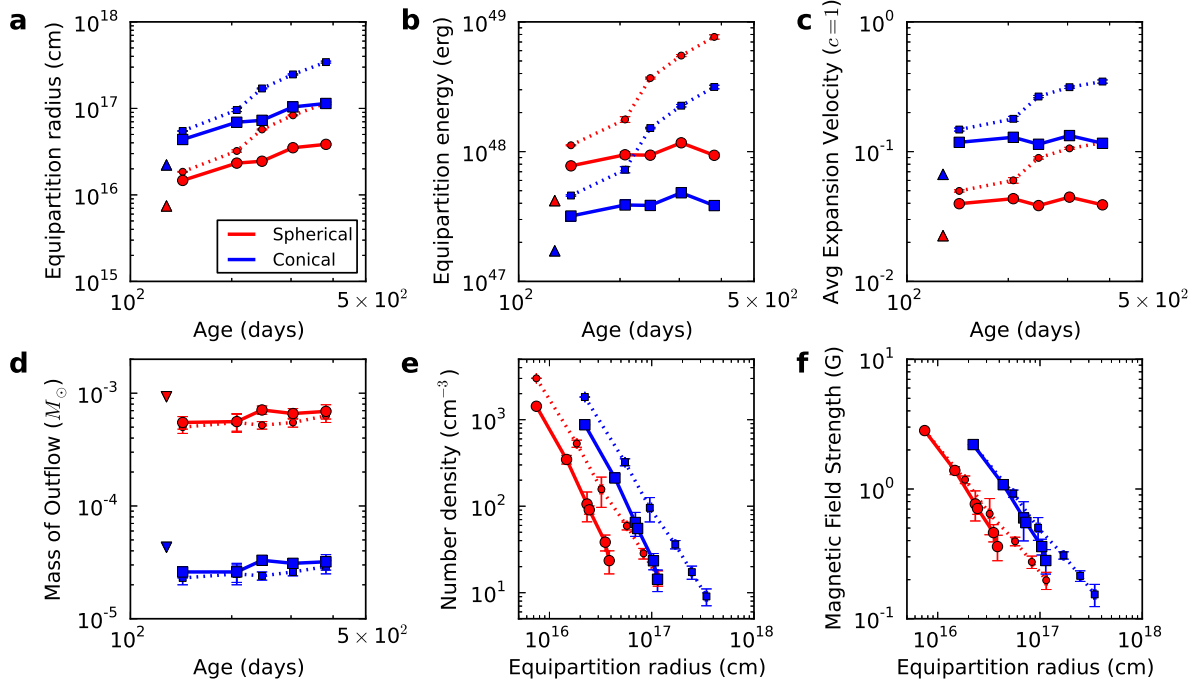 a
10^18
10^17
10^16
10^15
Equipartition radius (cm)
Spherical
Conical
10^2
5 × 10^2
Age (days)
b
10^49
10^48
10^47
Equipartition energy (erg)
10^2
5 × 10^2
Age (days)
c
10^0
10^-1
10^-2
Avg Expansion Velocity (c = 1)
10^2
5 × 10^2
Age (days)
d
10^-3
10^-4
10^-5
Mass of Outflow (M_⊙)
10^2
5 × 10^2
Age (days)
e
10^3
10^2
10^1
Number density (cm^-3)
10^16
10^17
10^18
Equipartition radius (cm)
f
10^1
10^0
10^-1
Magnetic Field Strength (G)
10^16
10^17
10^18
Equipartition radius (cm)